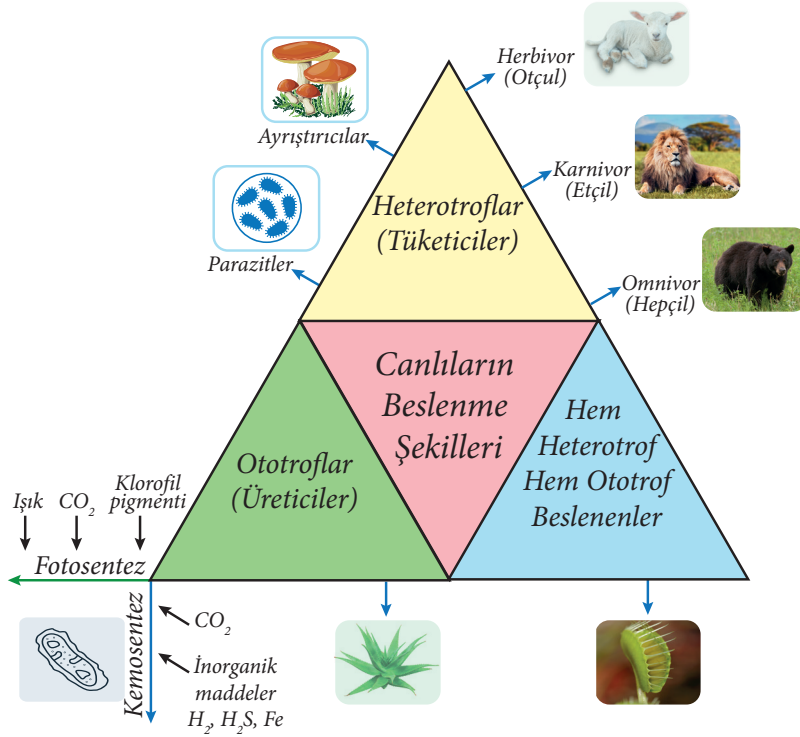 Herbivor
(Otçul)
Ayrıştırıcılar
Karnivor
(Etçil)
Heterotroflar
(Tüketiciler)
Parazitler
Omnivor
(Hepçil)
Canlıların
Beslenme
Şekilleri
Hem
Heterotrof
Hem Ototrof
Beslenenler
Ototroflar
(Üreticiler)
Işık
CO₂
Klorofil
pigmenti
Fotosentez
Kemosentez
CO₂
İnorganik
maddeler
H₂, H₂S, Fe